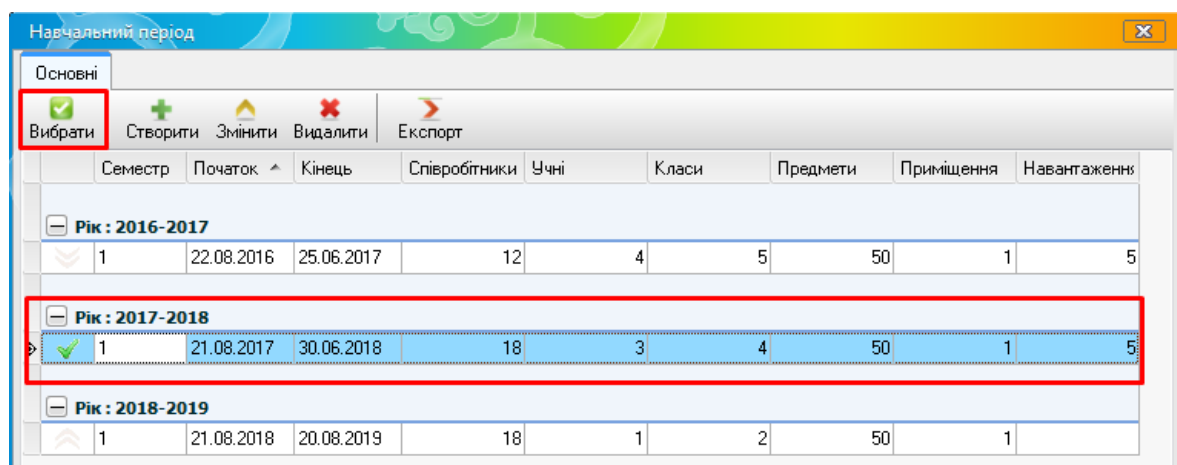 Навчальний період
Основні
Вибрати Створити Змінити Видалити Експорт
Семестр Початок Кінець Співробітники Учні Класи Предмети Приміщення Навантаження
Рік : 2016-2017
1 22.08.2016 25.06.2017 12 4 5 50 1 5
Рік : 2017-2018
1 21.08.2017 30.06.2018 18 3 4 50 1 5
Рік : 2018-2019
1 21.08.2018 20.08.2019 18 1 2 50 1